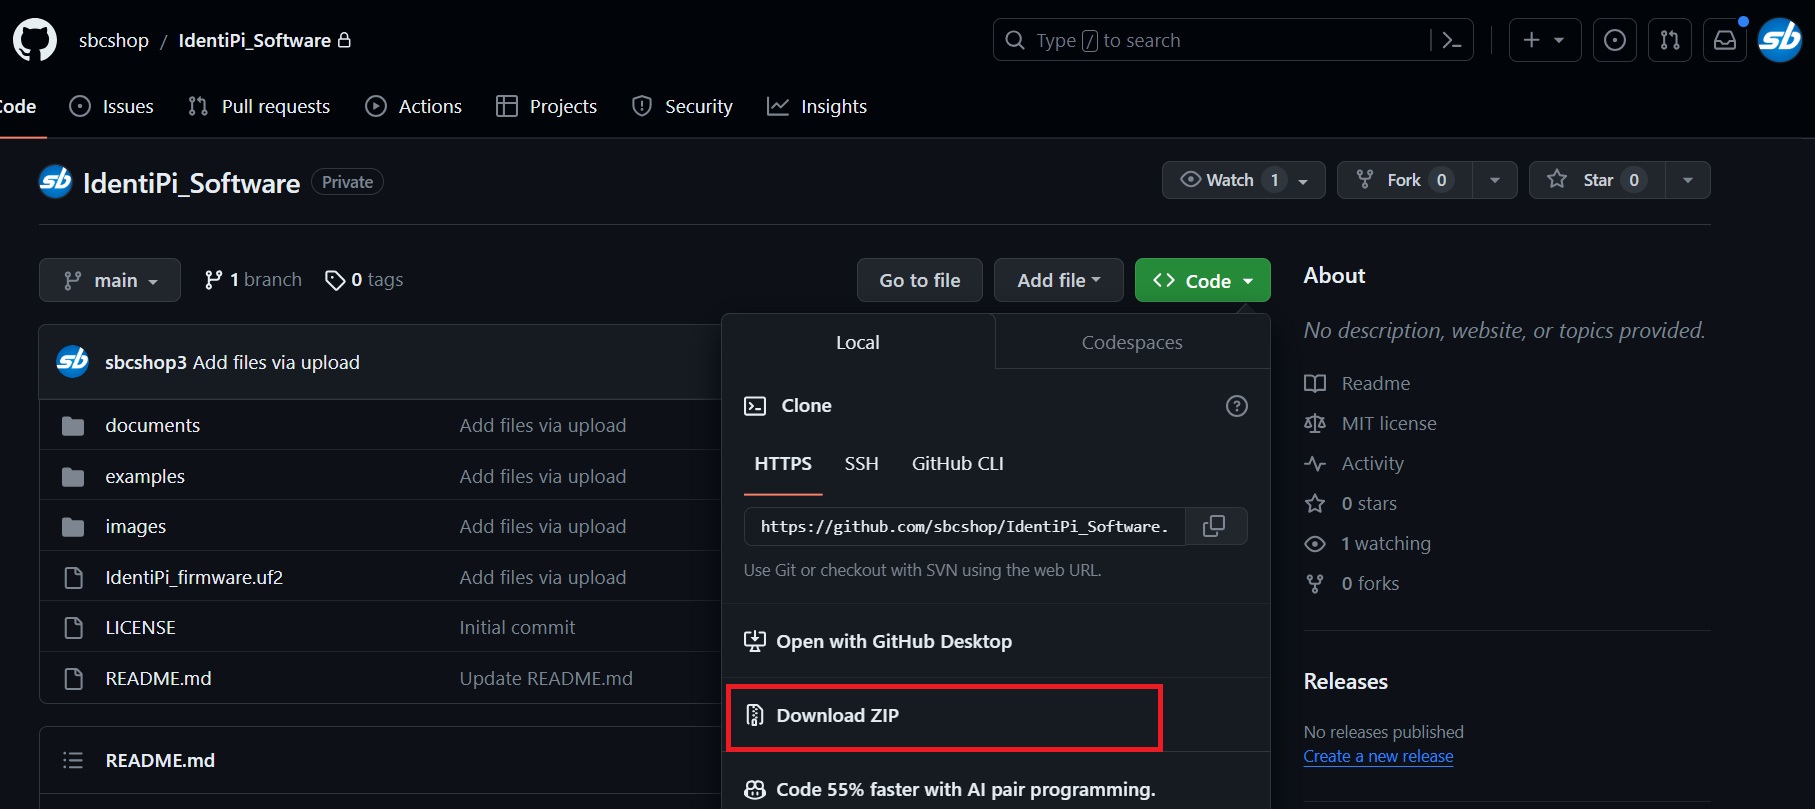 sbcshop / IdentiPi_Software
Type / to search
Code Issues Pull requests Actions Projects Security Insights
sb IdentiPi_Software Private
Watch 1 Fork 0 Star 0
main 1 branch 0 tags
Go to file Add file Code
sbcshop3 Add files via upload
documents Add files via upload
examples Add files via upload
images Add files via upload
IdentiPi_firmware.uf2 Add files via upload
LICENSE Initial commit
README.md Update README.md
README.md
Local Codespaces
Clone
HTTPS SSH GitHub CLI
https://github.com/sbcshop/IdentiPi_Software.
Use Git or checkout with SVN using the web URL.
Open with GitHub Desktop
Download ZIP
Code 55% faster with AI pair programming.
About
No description, website, or topics provided.
Readme
MIT license
Activity
0 stars
1 watching
0 forks
Releases
No releases published
Create a new release